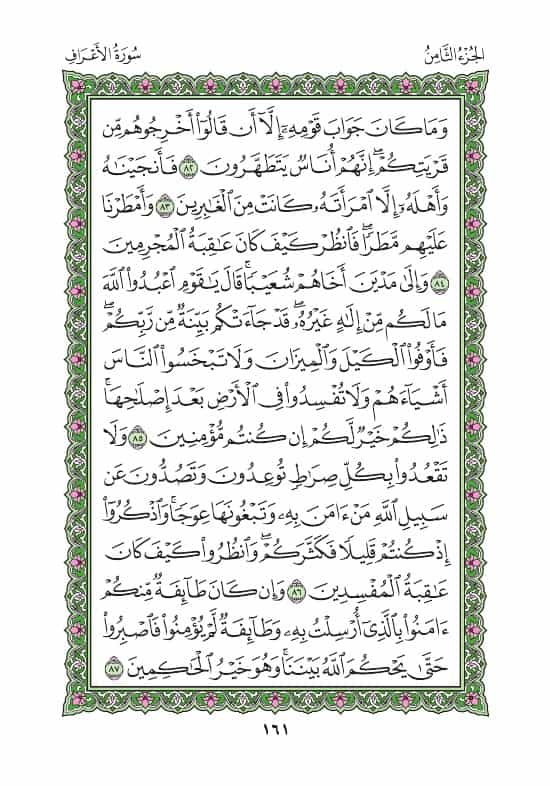 الجُزْءُ الثَّامِنُ
سُورَةُ الأَعْرَافِ
وَمَا كَانَ جَوَابَ قَوْمِهِۦٓ إِلَّآ أَن قَالُوٓا۟ أَخْرِجُوهُم مِّن
قَرْيَتِكُمْ ۖ إِنَّهُمْ أُنَاسٌ يَتَطَهَّرُونَ ٨٢ فَأَنجَيْنَٰهُ
وَأَهْلَهُۥٓ إِلَّا ٱمْرَأَتَهُۥ كَانَتْ مِنَ ٱلْغَٰبِرِينَ ٨٣ وَأَمْطَرْنَا
عَلَيْهِم مَّطَرًا ۖ فَٱنظُرْ كَيْفَ كَانَ عَٰقِبَةُ ٱلْمُجْرِمِينَ
٨٤ وَإِلَىٰ مَدْيَنَ أَخَاهُمْ شُعَيْبًا ۗ قَالَ يَٰقَوْمِ ٱعْبُدُوا۟ ٱللَّهَ
مَا لَكُم مِّنْ إِلَٰهٍ غَيْرُهُۥ ۖ قَدْ جَآءَتْكُم بَيِّنَةٌ مِّن رَّبِّكُمْ ۖ
فَأَوْفُوا۟ ٱلْكَيْلَ وَٱلْمِيزَانَ وَلَا تَبْخَسُوا۟ ٱلنَّاسَ
أَشْيَآءَهُمْ وَلَا تُفْسِدُوا۟ فِى ٱلْأَرْضِ بَعْدَ إِصْلَٰحِهَا ۚ
ذَٰلِكُمْ خَيْرٌ لَّكُمْ إِن كُنتُم مُّؤْمِنِينَ ٨٥ وَلَا
تَقْعُدُوا۟ بِكُلِّ صِرَٰطٍ تُوعِدُونَ وَتَصُدُّونَ عَن
سَبِيلِ ٱللَّهِ مَنْ ءَامَنَ بِهِۦ وَتَبْغُونَهَا عِوَجًا ۚ وَٱذْكُرُوٓا۟
إِذْ كُنتُمْ قَلِيلًا فَكَثَّرَكُمْ ۖ وَٱنظُرُوا۟ كَيْفَ كَانَ
عَٰقِبَةُ ٱلْمُفْسِدِينَ ٨٦ وَإِن كَانَ طَآئِفَةٌ مِّنكُمْ
ءَامَنُوا۟ بِٱلَّذِىٓ أُرْسِلْتُ بِهِۦ وَطَآئِفَةٌ لَّمْ يُؤْمِنُوا۟ فَٱصْبِرُوا۟
حَتَّىٰ يَحْكُمَ ٱللَّهُ بَيْنَنَا ۚ وَهُوَ خَيْرُ ٱلْحَٰكِمِينَ ٨٧
١٦١